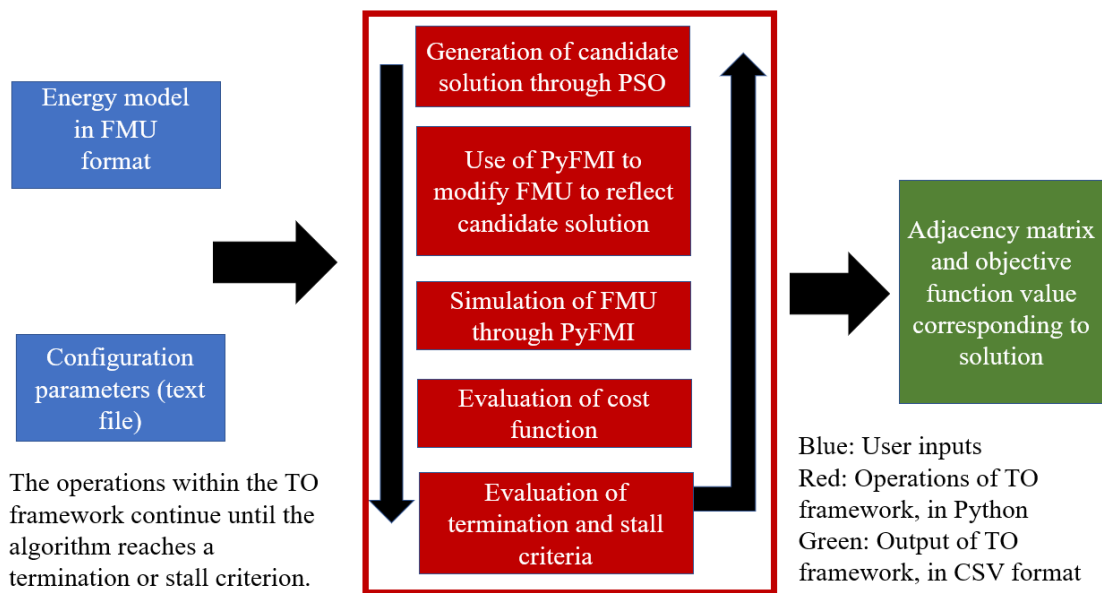 Energy model
in FMU
format
Configuration
parameters (text
file)
The operations within the TO
framework continue until the
algorithm reaches a
termination or stall criterion.
Generation of candidate
solution through PSO
Use of PyFMI to
modify FMU to reflect
candidate solution
Simulation of FMU
through PyFMI
Evaluation of cost
function
Evaluation of
termination and stall
criteria
Adjacency matrix
and objective
function value
corresponding to
solution
Blue: User inputs
Red: Operations of TO
framework, in Python
Green: Output of TO
framework, in CSV format